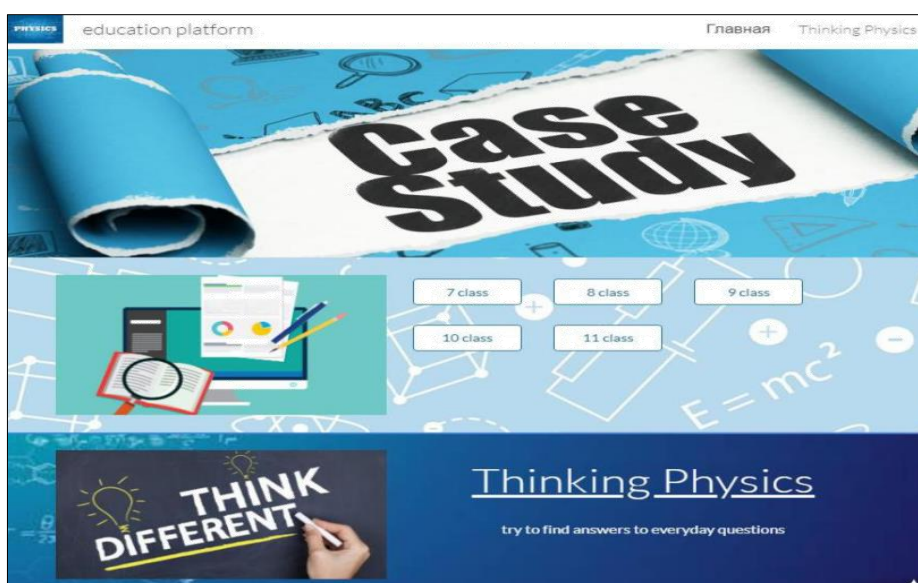 PHYSICS
education platform
Главная
Thinking Physics
ABC
Case
Study
7 class
8 class
9 class
10 class
11 class
E = mc²
THINK
DIFFERENT
Thinking Physics
try to find answers to everyday questions